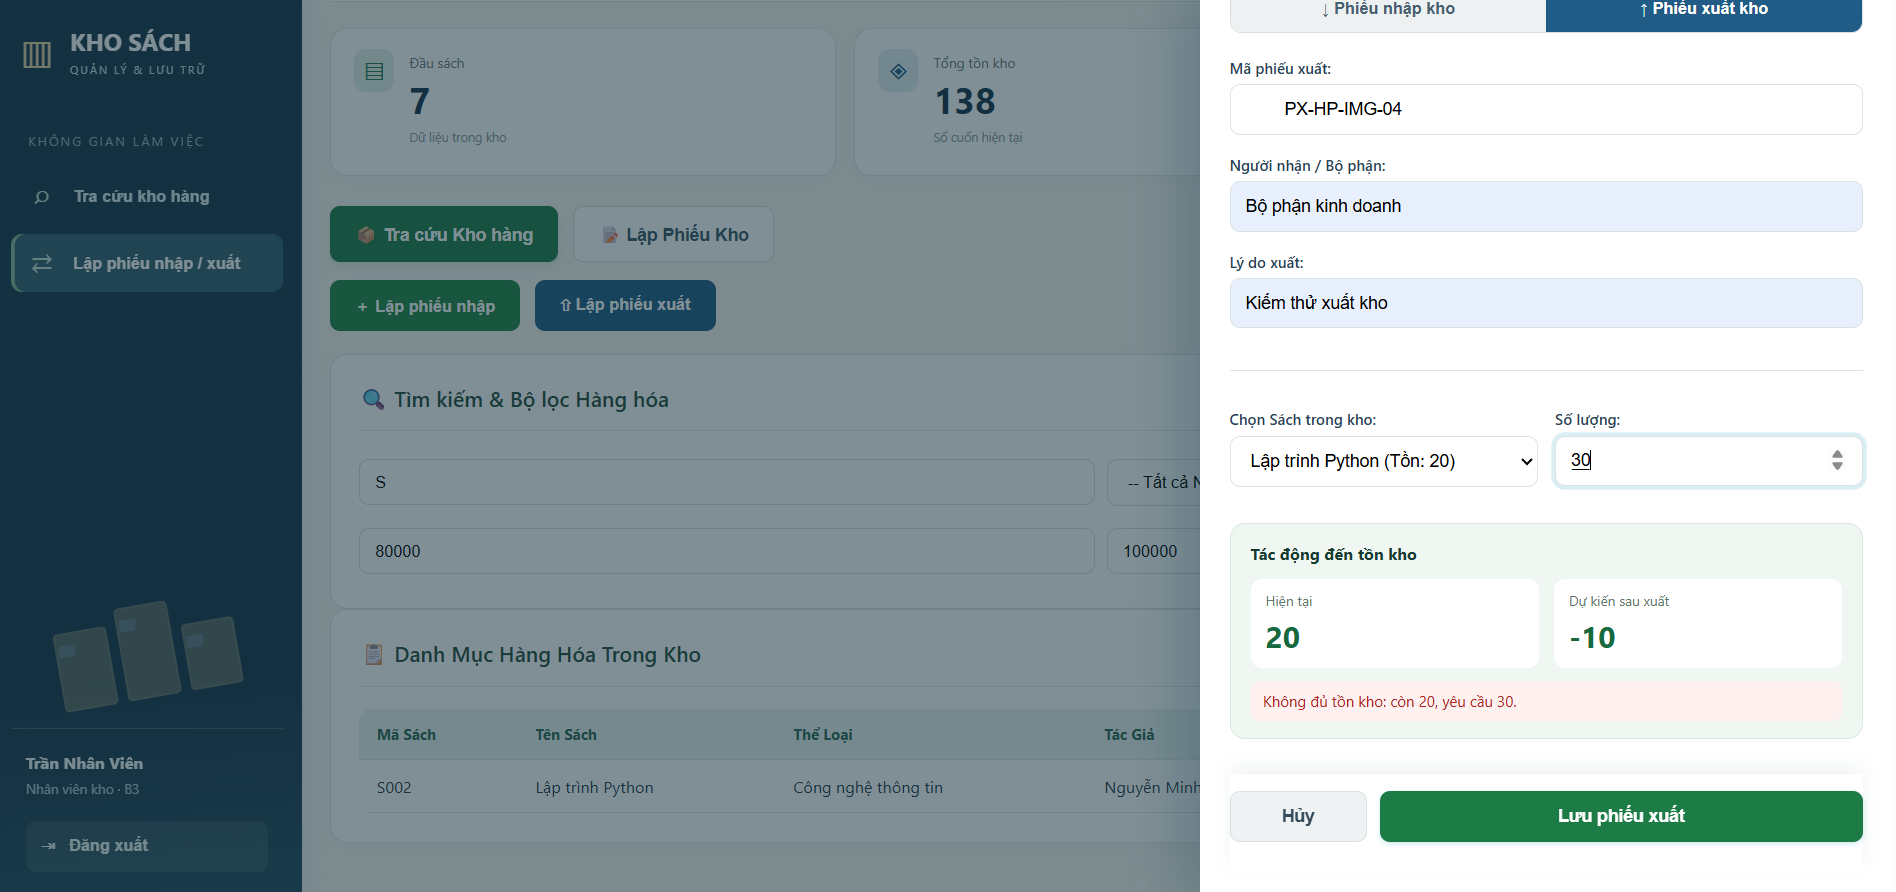 KHO SÁCH
QUẢN LÝ & LƯU TRỮ
KHÔNG GIAN LÀM VIỆC
Tra cứu kho hàng
Lập phiếu nhập / xuất
Trần Nhân Viên
Nhân viên kho · B3
⇥ Đăng xuất
Đầu sách
7
Dữ liệu trong kho
Tổng tồn kho
138
Số cuốn hiện tại
Tra cứu Kho hàng
Lập Phiếu Kho
+ Lập phiếu nhập
⇧ Lập phiếu xuất
Tìm kiếm & Bộ lọc Hàng hóa
S
-- Tất cả N
80000
100000
Danh Mục Hàng Hóa Trong Kho
Mã Sách Tên Sách Thể Loại Tác Giả
S002 Lập trình Python Công nghệ thông tin Nguyễn Minh
↓ Phiếu nhập kho
↑ Phiếu xuất kho
Mã phiếu xuất:
PX-HP-IMG-04
Người nhận / Bộ phận:
Bộ phận kinh doanh
Lý do xuất:
Kiểm thử xuất kho
Chọn Sách trong kho:
Lập trình Python (Tồn: 20)
Số lượng:
30
Tác động đến tồn kho
Hiện tại
20
Dự kiến sau xuất
-10
Không đủ tồn kho: còn 20, yêu cầu 30.
Hủy
Lưu phiếu xuất